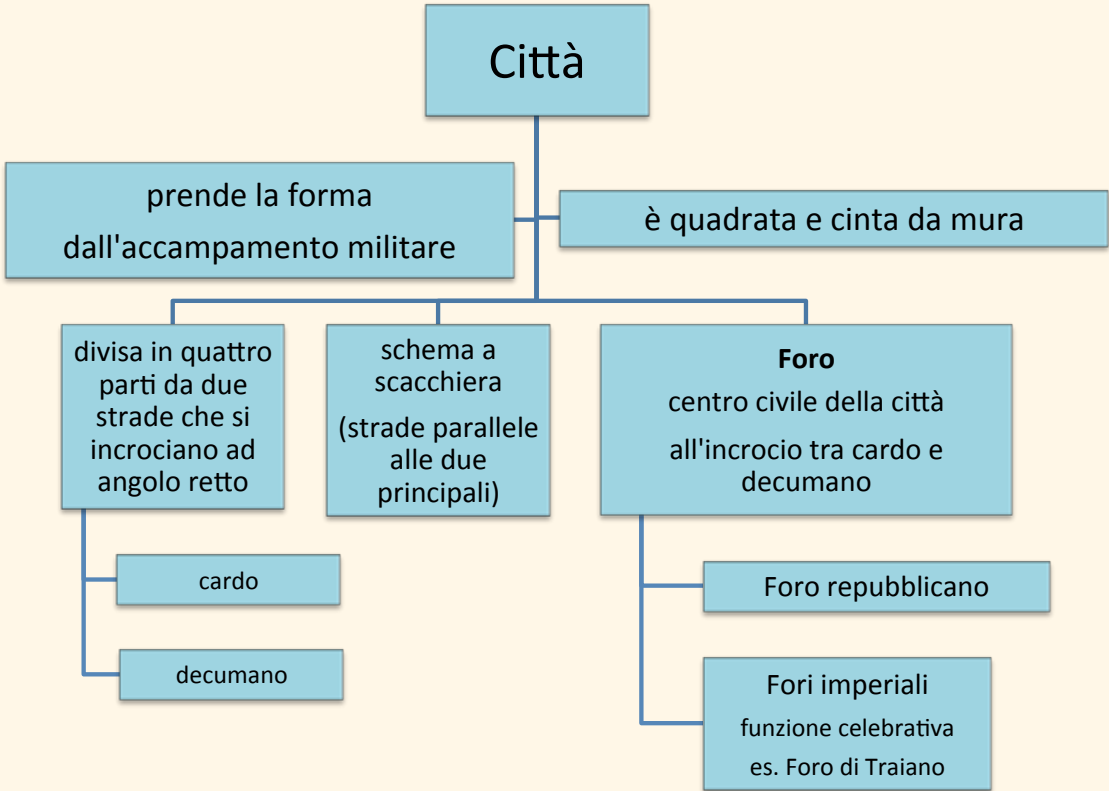 Città
prende la forma
dall'accampamento militare
è quadrata e cinta da mura
divisa in quattro
parti da due
strade che si
incrociano ad
angolo retto
cardo
decumano
schema a
scacchiera
(strade parallele
alle due
principali)
Foro
centro civile della città
all'incrocio tra cardo e
decumano
Foro repubblicano
Fori imperiali
funzione celebrativa
es. Foro di Traiano